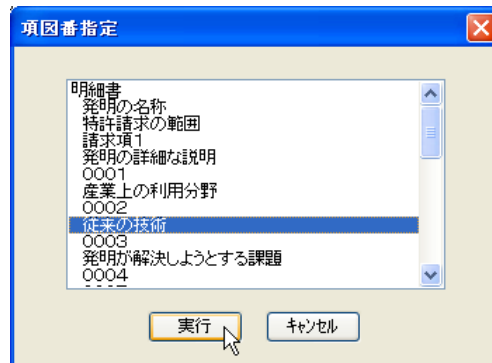 項図番指定
明細書
発明の名称
特許請求の範囲
請求項1
発明の詳細な説明
0001
産業上の利用分野
0002
従来の技術
0003
発明が解決しようとする課題
0004
実行
ｷｬﾝｾﾙ